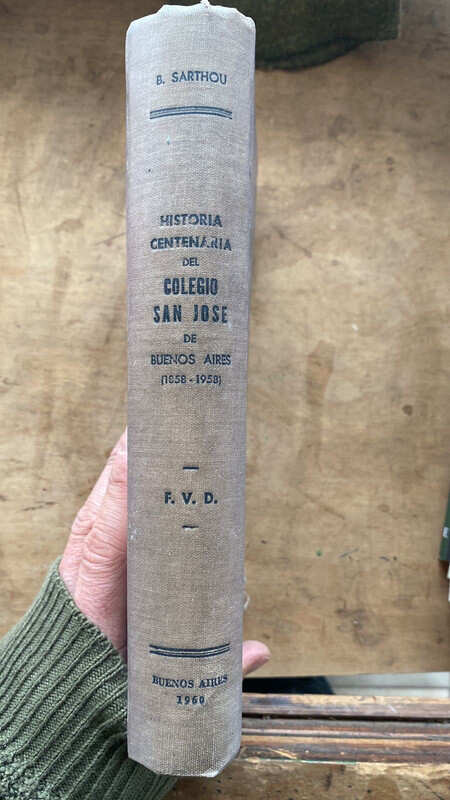 B. SARTHOU
HISTORIA
CENTENARIA
DEL
COLEGIO
SAN JOSE
DE
BUENOS AIRES
(1858 - 1958)
F. V. D.
BUENOS AIRES
1960